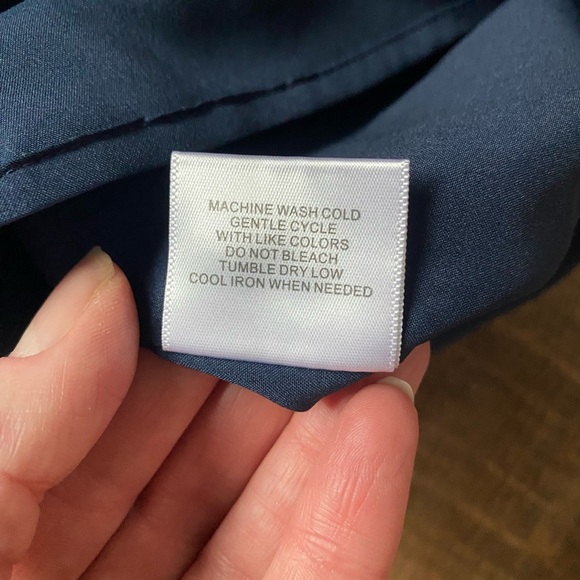 MACHINE WASH COLD
GENTLE CYCLE
WITH LIKE COLORS
DO NOT BLEACH
TUMBLE DRY LOW
COOL IRON WHEN NEEDED